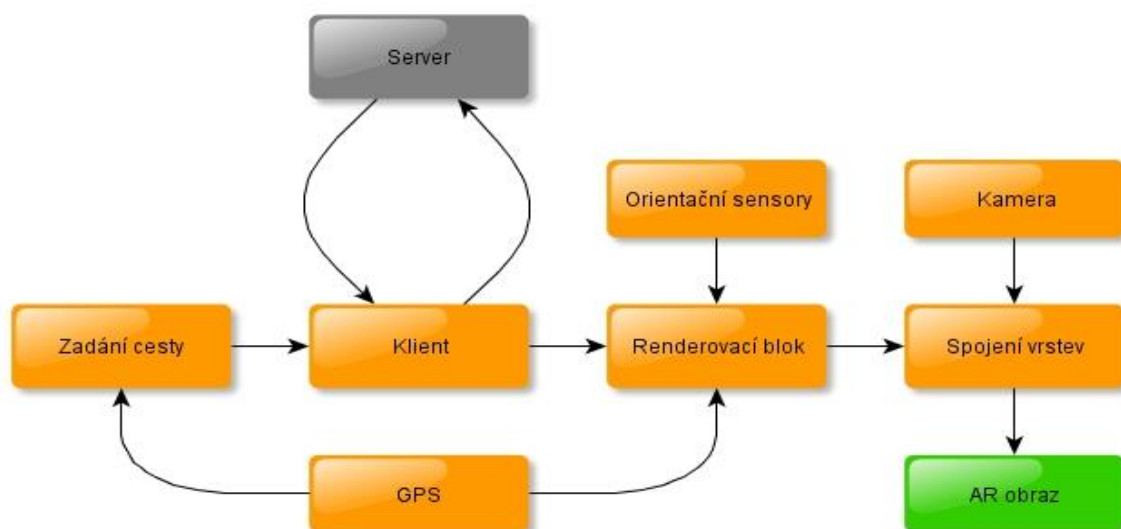 Server
Orientační sensory
Kamera
Zadání cesty
Klient
Renderovací blok
Spojení vrstev
GPS
AR obraz